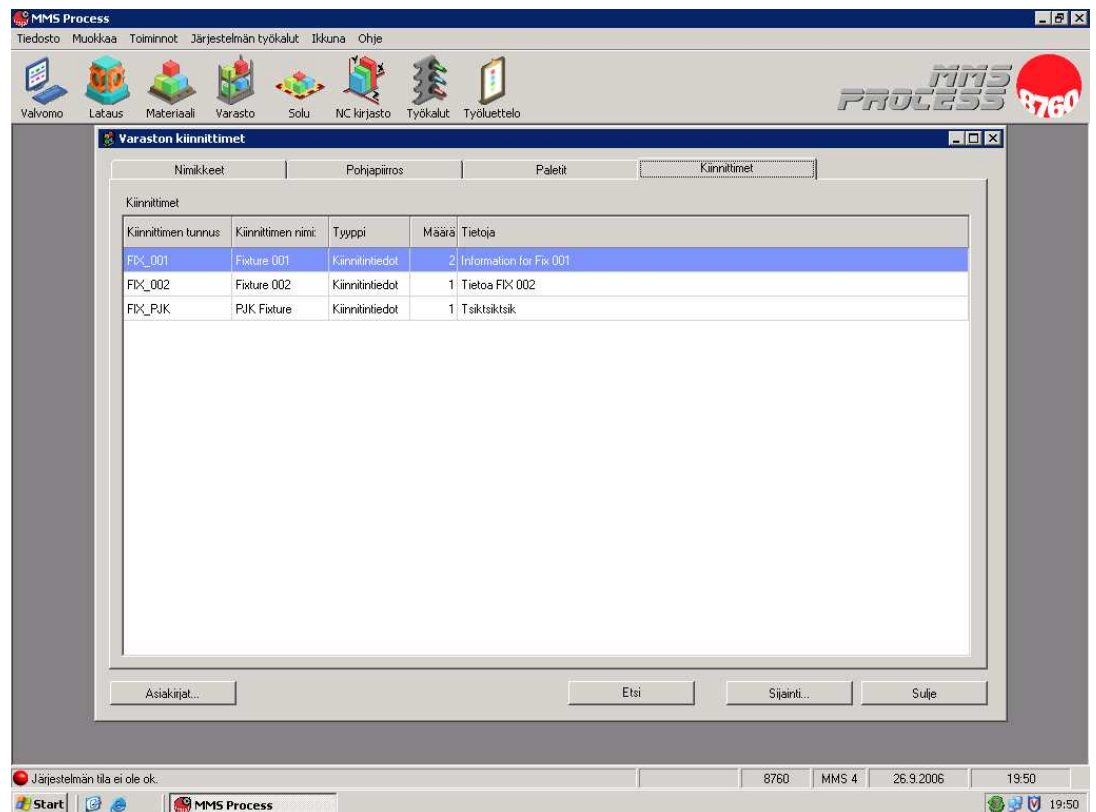 MMS Process
Tiedosto Muokkaa Toiminnot Järjestelmän työkalut Ikkuna Ohje
Valvomo Lataus Materiaali Varasto Solu NC kirjasto Työkalut Työluettelo
MMS
PROCESS
8760
Varaston kiinnittimet
Nimikkeet Pohjapiirros Paletit Kiinnittimet
Kiinnittimet
Kiinnittimen tunnus Kiinnittimen nimi: Tyyppi Määrä Tietoja
FIX_001 Fixture 001 Kiinnitintiedot 2 Information for Fix 001
FIX_002 Fixture 002 Kiinnitintiedot 1 Tietoa FIX 002
FIX_PJK PJK Fixture Kiinnitintiedot 1 Tsiktsiktsik
Asiakirjat... Etsi Sijainti... Sulje
Järjestelmän tila ei ole ok. 8760 MMS 4 26.9.2006 19:50
Start MMS Process 19:50